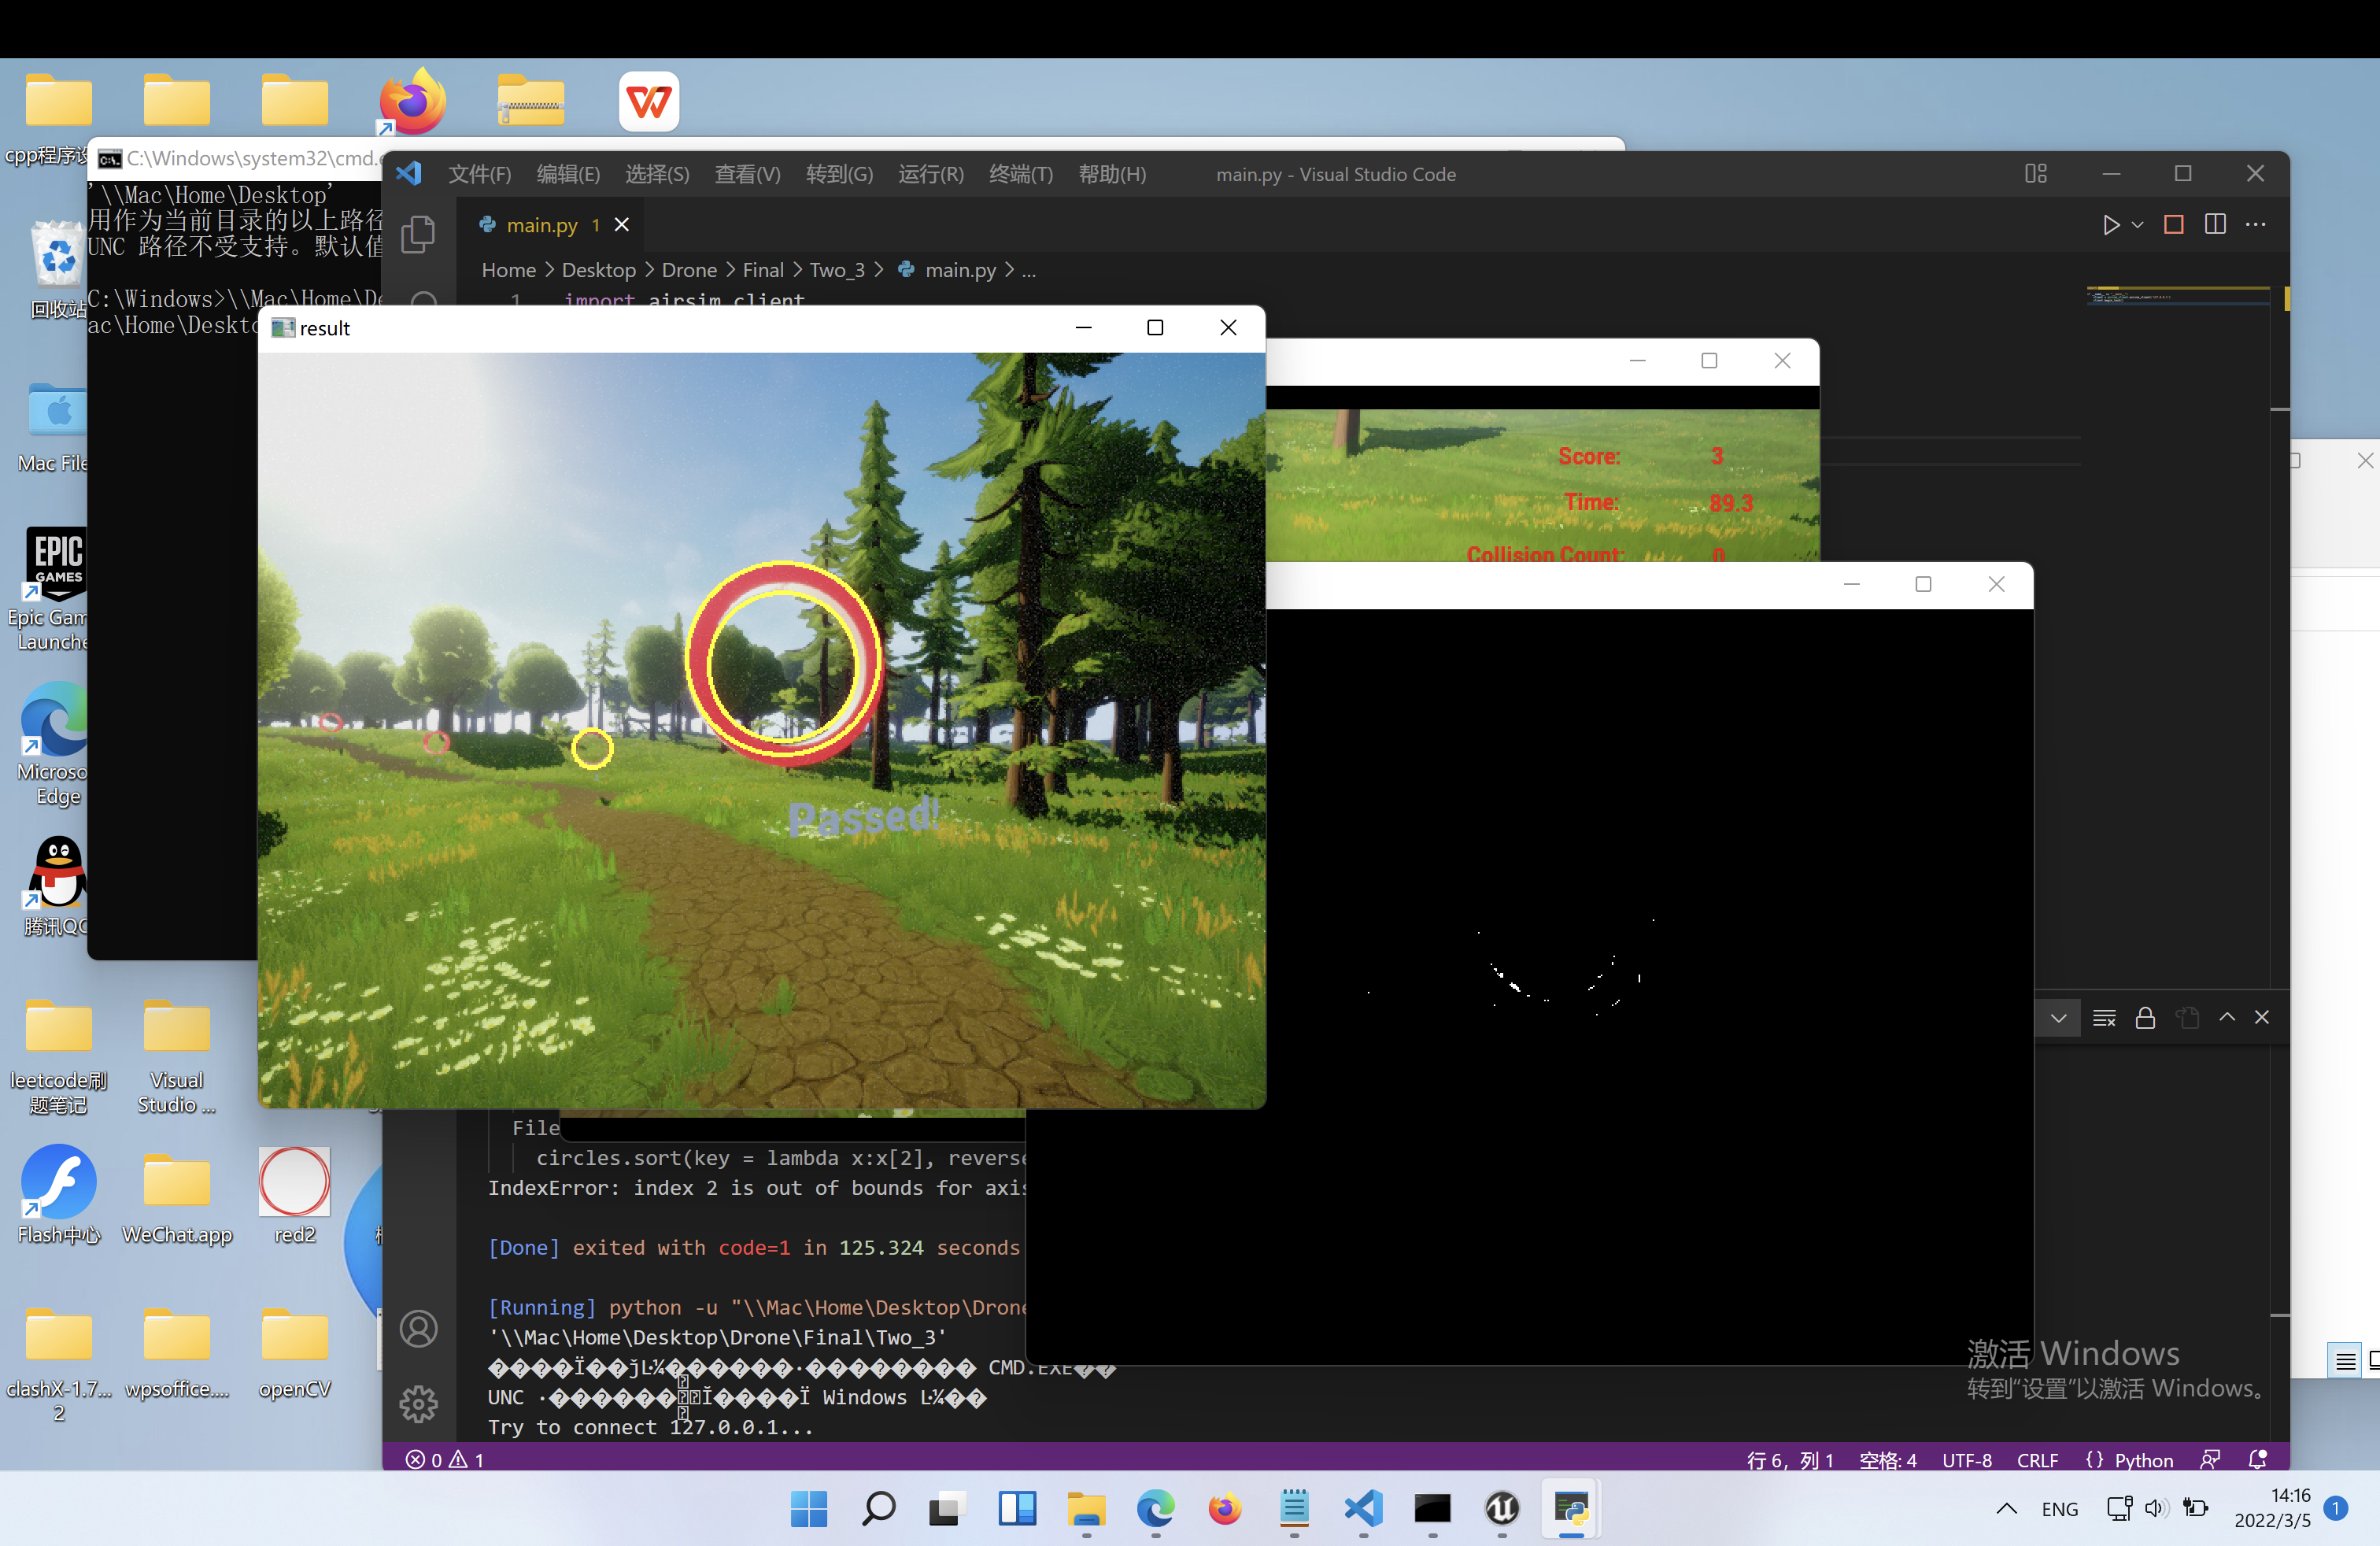 cpp程序设
C:\Windows\system32\cmd.e
'\\Mac\Home\Desktop'
用作为当前目录的以上路径
UNC 路径不受支持。默认值
C:\Windows>\\Mac\Home\De
ac\Home\Deskto
文件(F) 编辑(E) 选择(S) 查看(V) 转到(G) 运行(R) 终端(T) 帮助(H)
main.py - Visual Studio Code
main.py 1
Home > Desktop > Drone > Final > Two_3 > main.py > ...
1 import airsim_client
result
Score: 3
Time: 89.3
Collision Count: 0
Passed!
回收站
Mac File
EPIC
GAMES
Epic Gam
Launche
Microso
Edge
腾讯QQ
leetcode刷
题笔记
Visual
Studio ...
Flash中心
WeChat.app
red2
clashX-1.7...
2
wpsoffice....
openCV
File
circles.sort(key = lambda x:x[2], reverse
IndexError: index 2 is out of bounds for axis
[Done] exited with code=1 in 125.324 seconds
[Running] python -u "\\Mac\Home\Desktop\Drone
'\\Mac\Home\Desktop\Drone\Final\Two_3'
CMD.EXE
UNC
Windows
Try to connect 127.0.0.1...
激活 Windows
转到“设置”以激活 Windows。
0 1
行 6，列 1 空格: 4 UTF-8 CRLF {} Python
ENG
14:16
2022/3/5
1